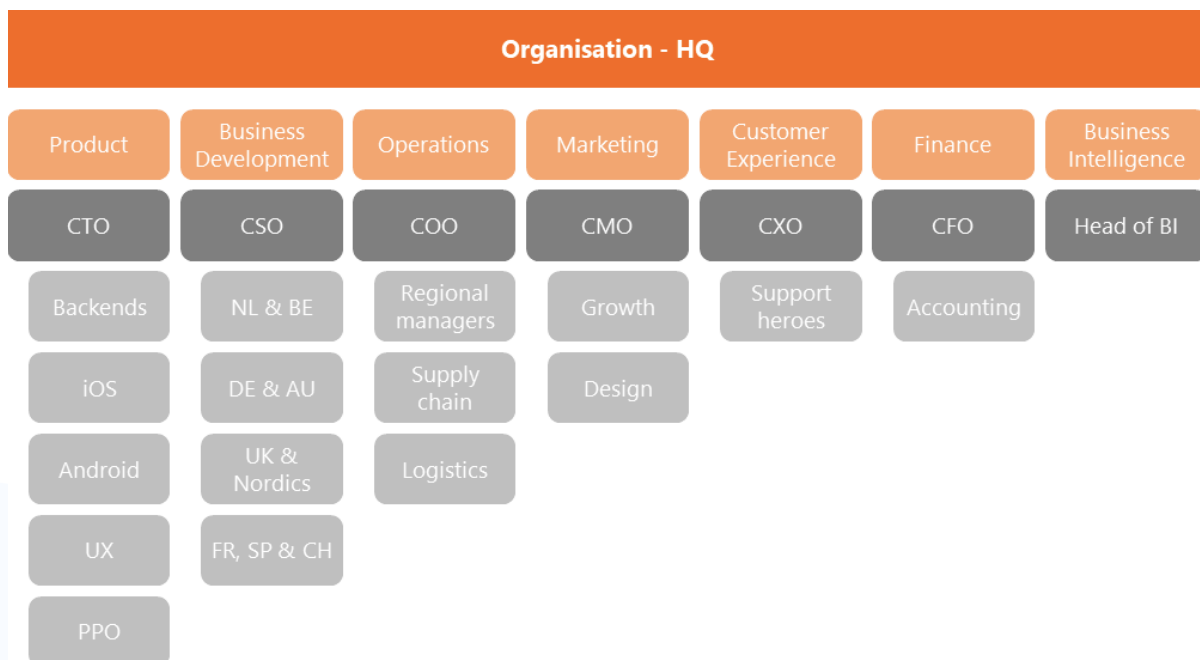 Organisation - HQ
Product
Business
Development
Operations
Marketing
Customer
Experience
Finance
Business
Intelligence
CTO
CSO
COO
CMO
CXO
CFO
Head of BI
Backends
NL & BE
Regional
managers
Growth
Support
heroes
Accounting
iOS
DE & AU
Supply
chain
Design
Android
UK &
Nordics
Logistics
UX
FR, SP & CH
PPO